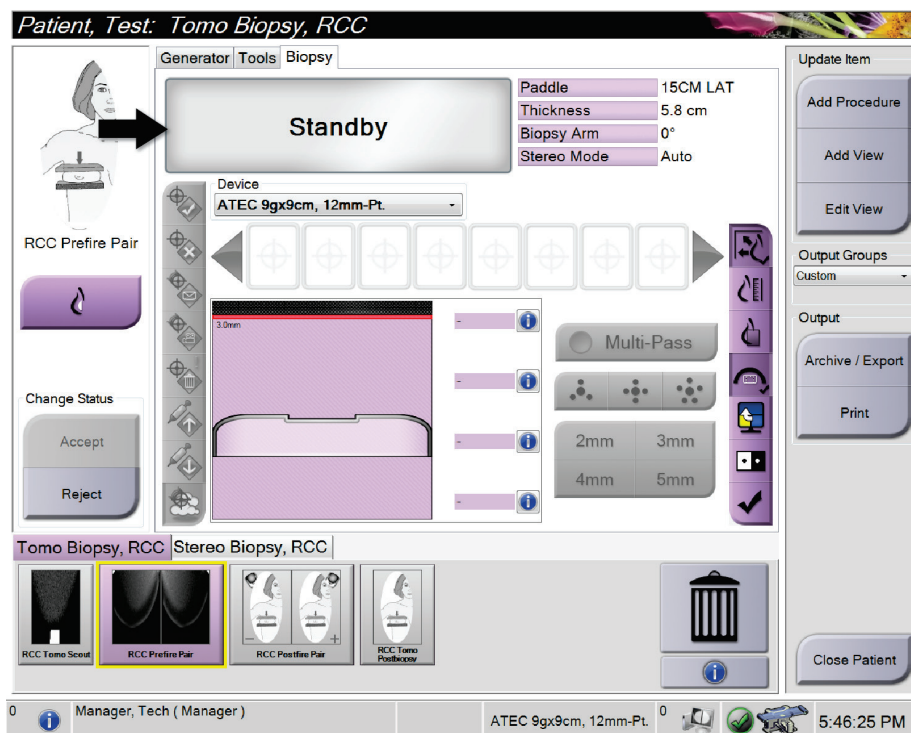 Patient, Test: Tomo Biopsy, RCC
Generator Tools Biopsy
Standby
Paddle 15CM LAT
Thickness 5.8 cm
Biopsy Arm 0°
Stereo Mode Auto
RCC Prefire Pair
Device
ATEC 9gx9cm, 12mm-Pt.
3.0mm
-
-
-
-
Multi-Pass
2mm 3mm
4mm 5mm
Change Status
Accept
Reject
Update Item
Add Procedure
Add View
Edit View
Output Groups
Custom
Output
Archive / Export
Print
Tomo Biopsy, RCC Stereo Biopsy, RCC
RCC Tomo Scout
RCC Prefire Pair
- +
RCC Postfire Pair
RCC Tomo
Postbiopsy
Close Patient
0 Manager, Tech ( Manager ) ATEC 9gx9cm, 12mm-Pt. 0 5:46:25 PM